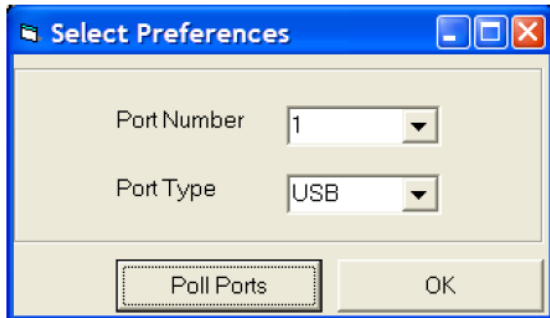 Select Preferences
Port Number 1
Port Type USB
Poll Ports OK